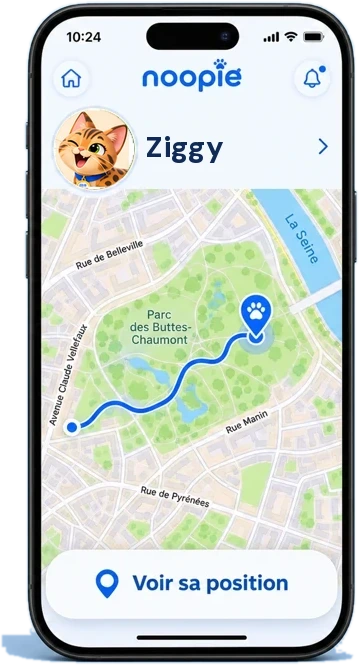 10:24
noopie
Ziggy
La Seine
Rue de Belleville
Parc
des Buttes-
Chaumont
Avenue Claude Vellefaux
Rue Manin
Rue de Pyrénées
Voir sa position